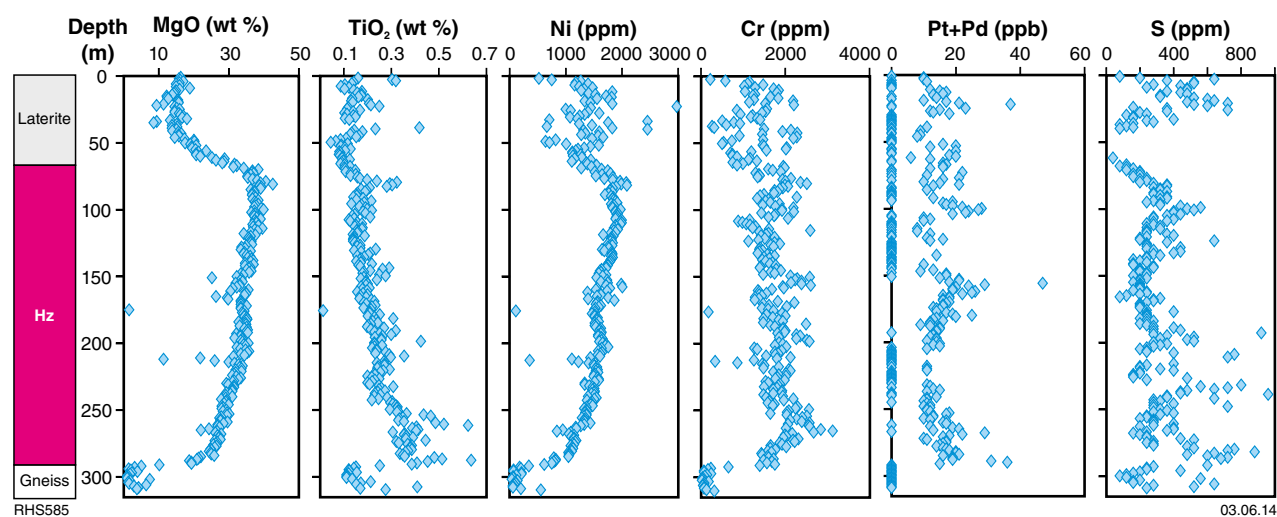 Depth (m) MgO (wt %) TiO₂ (wt %) Ni (ppm) Cr (ppm) Pt+Pd (ppb) S (ppm)
10 30 50 0.1 0.3 0.6 0.7 0 1000 2000 3000 0 2000 4000 0 20 40 60 0 400 800
0
50
100
150
200
250
300
Laterite
Hz
Gneiss
RHS585 03.06.14